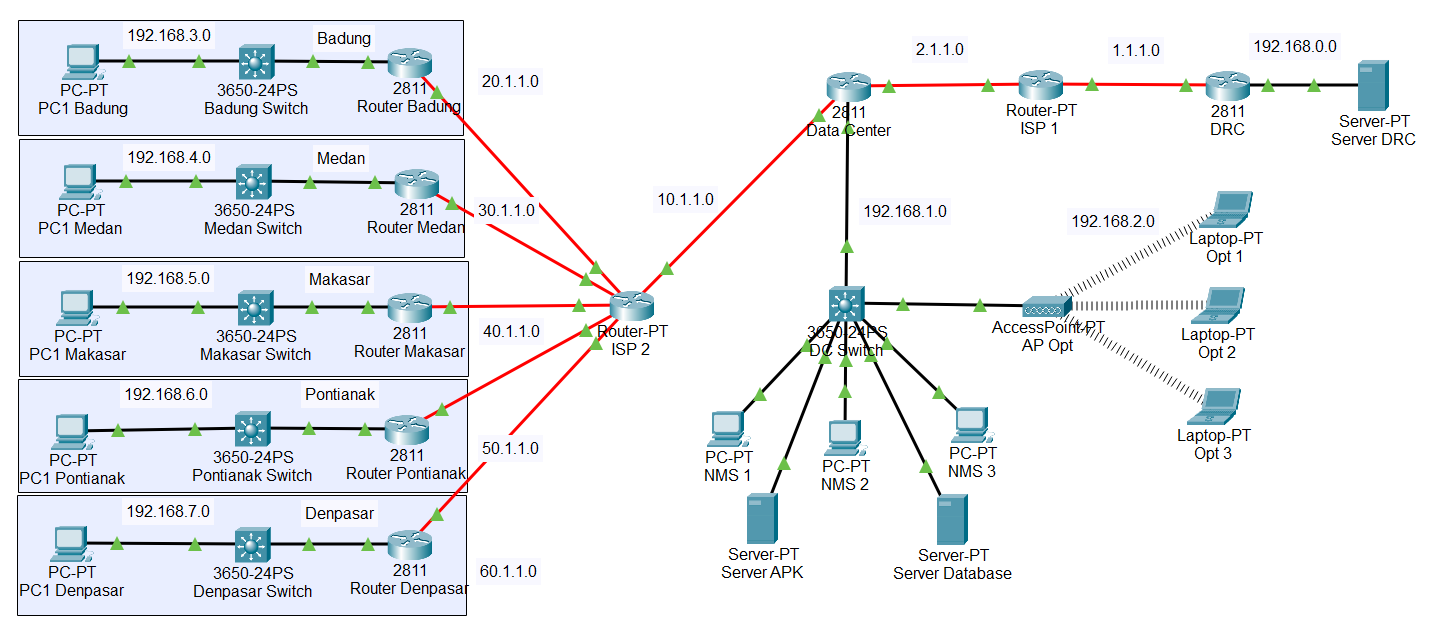 192.168.3.0
Badung
PC-PT
PC1 Badung
3650-24PS
Badung Switch
2811
Router Badung
20.1.1.0
192.168.4.0
Medan
PC-PT
PC1 Medan
3650-24PS
Medan Switch
2811
Router Medan
30.1.1.0
192.168.5.0
Makasar
PC-PT
PC1 Makasar
3650-24PS
Makasar Switch
2811
Router Makasar
40.1.1.0
192.168.6.0
Pontianak
PC-PT
PC1 Pontianak
3650-24PS
Pontianak Switch
2811
Router Pontianak
50.1.1.0
192.168.7.0
Denpasar
PC-PT
PC1 Denpasar
3650-24PS
Denpasar Switch
2811
Router Denpasar
60.1.1.0
Router-PT
ISP 2
10.1.1.0
2811
Data Center
2.1.1.0
Router-PT
ISP 1
1.1.1.0
2811
DRC
192.168.0.0
Server-PT
Server DRC
192.168.1.0
3650-24PS
DC Switch
AccessPoint-PT
AP Opt
192.168.2.0
Laptop-PT
Opt 1
Laptop-PT
Opt 2
Laptop-PT
Opt 3
PC-PT
NMS 1
PC-PT
NMS 2
PC-PT
NMS 3
Server-PT
Server APK
Server-PT
Server Database